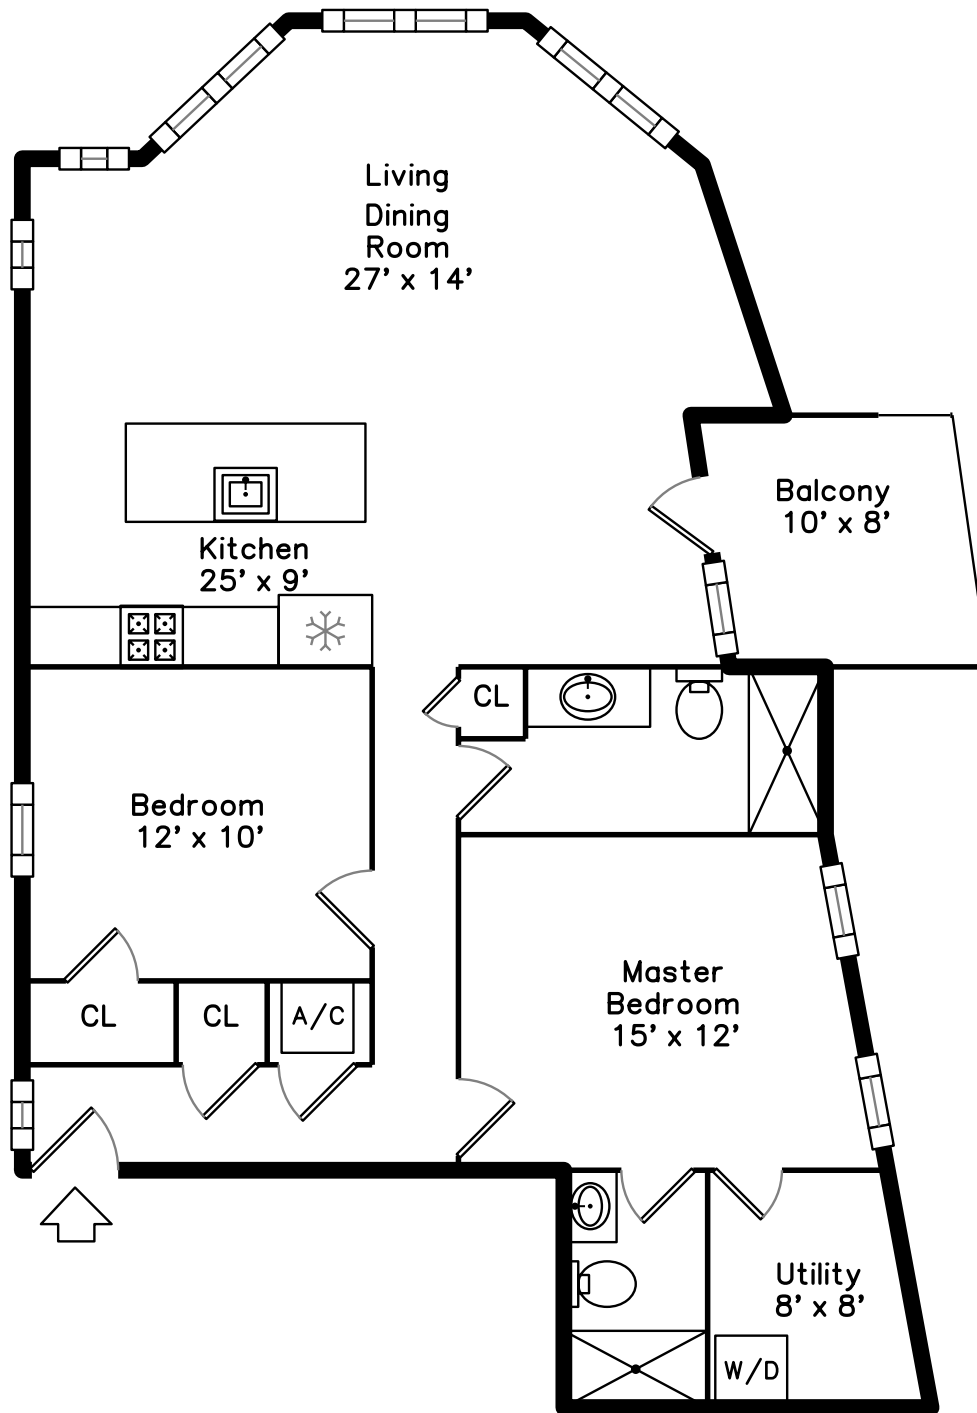 Living
Dining
Room
27' x 14'
Balcony
10' x 8'
Kitchen
25' x 9'
CL
Bedroom
12' x 10'
Master
Bedroom
15' x 12'
CL
CL
A/C
Utility
8' x 8'
W/D